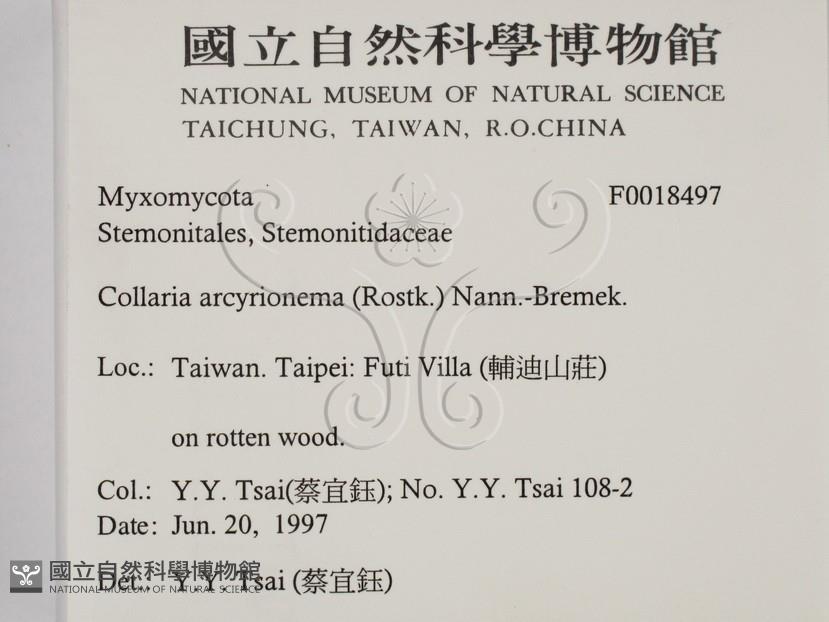 國立自然科學博物館
NATIONAL MUSEUM OF NATURAL SCIENCE
TAICHUNG, TAIWAN, R.O.CHINA
Myxomycota F0018497
Stemonitales, Stemonitidaceae
Collaria arcyrionema (Rostk.) Nann.-Bremek.
Loc.: Taiwan. Taipei: Futi Villa (輔迪山莊)
on rotten wood.
Col.: Y.Y. Tsai(蔡宜鈺); No. Y.Y. Tsai 108-2
Date: Jun. 20, 1997
Det.: Y.Y. Tsai (蔡宜鈺)
國立自然科學博物館
NATIONAL MUSEUM OF NATURAL SCIENCE